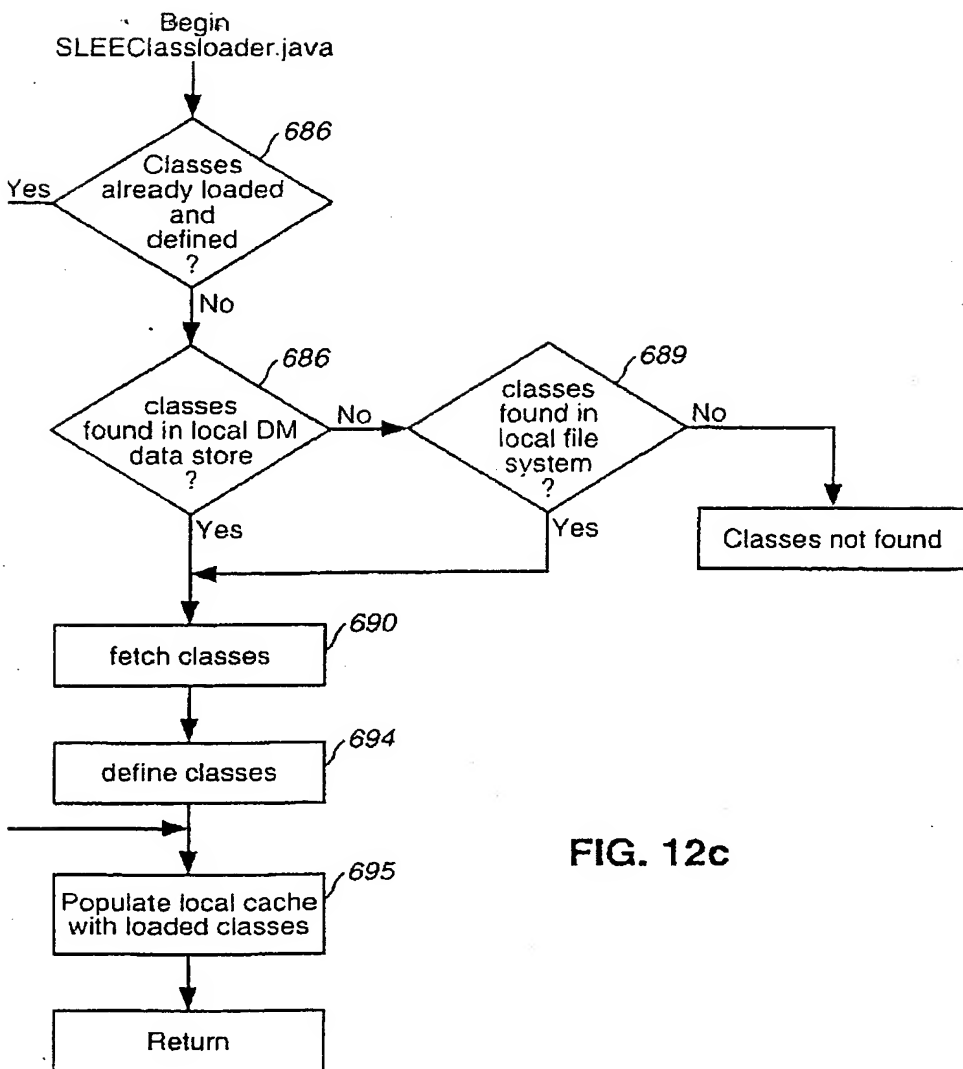 Begin
SLEEClassloader.java
686
Classes
already loaded
and
defined
?
Yes
No
686
classes
found in local DM
data store
?
No
689
classes
found in
local file
system
?
No
Yes
Yes
Classes not found
690
fetch classes
694
define classes
FIG. 12c
695
Populate local cache
with loaded classes
Return